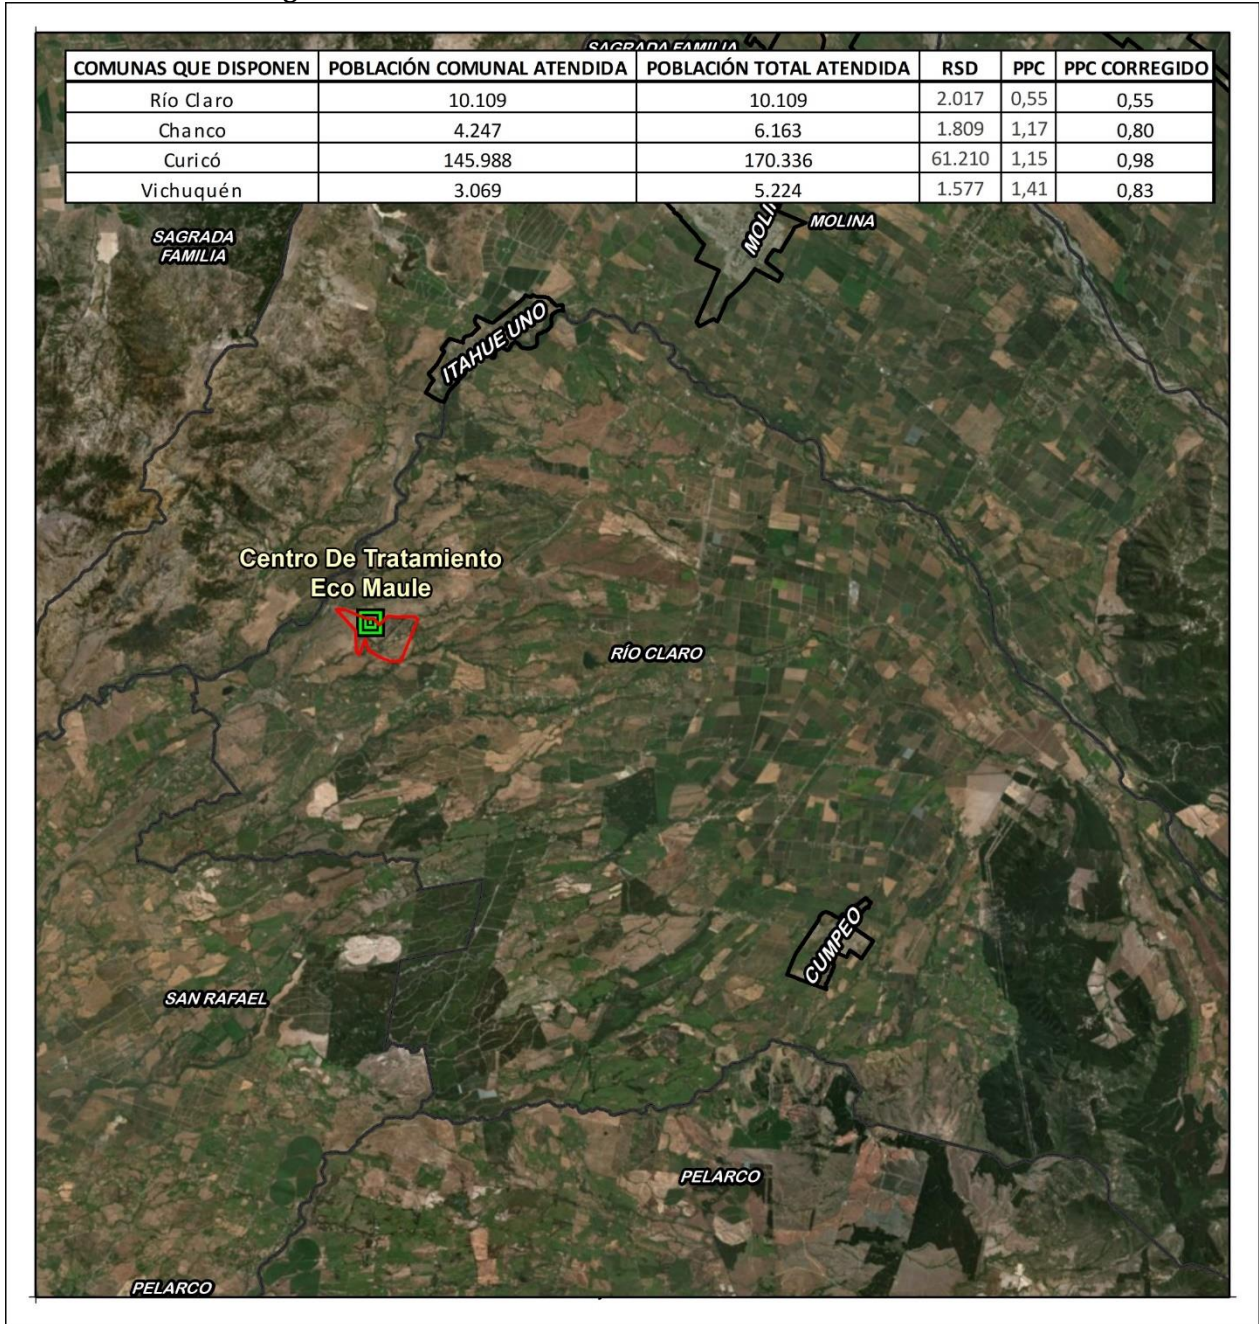 SAGRADA FAMILIA
COMUNAS QUE DISPONEN POBLACIÓN COMUNAL ATENDIDA POBLACIÓN TOTAL ATENDIDA RSD PPC PPC CORREGIDO
Río Claro 10.109 10.109 2.017 0,55 0,55
Chanco 4.247 6.163 1.809 1,17 0,80
Curicó 145.988 170.336 61.210 1,15 0,98
Vichuquén 3.069 5.224 1.577 1,41 0,83
MOLINA
MOLINA
SAGRADA
FAMILIA
ITAHUE UNO
Centro De Tratamiento
Eco Maule
RÍO CLARO
CUMPEO
SAN RAFAEL
PELARCO
PELARCO